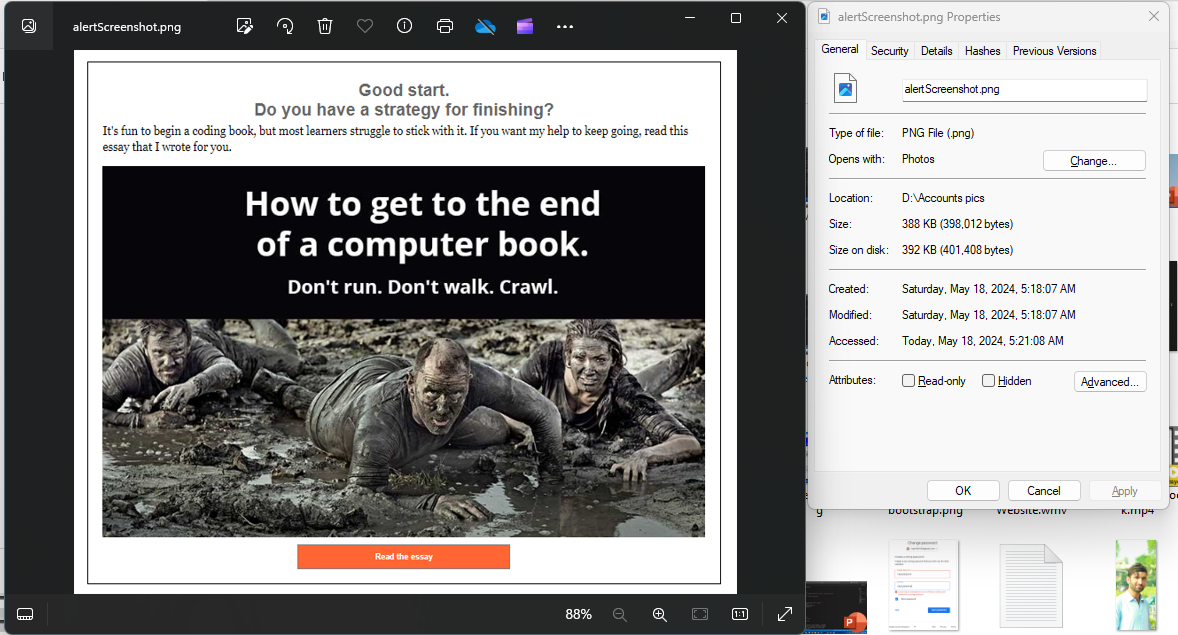 alertScreenshot.png
Good start.
Do you have a strategy for finishing?
It's fun to begin a coding book, but most learners struggle to stick with it. If you want my help to keep going, read this
essay that I wrote for you.
How to get to the end
of a computer book.
Don't run. Don't walk. Crawl.
Read the essay
88%
1:1
alertScreenshot.png Properties
General Security Details Hashes Previous Versions
alertScreenshot.png
Type of file: PNG File (.png)
Opens with: Photos Change...
Location: D:\Accounts pics
Size: 388 KB (398,012 bytes)
Size on disk: 392 KB (401,408 bytes)
Created: Saturday, May 18, 2024, 5:18:07 AM
Modified: Saturday, May 18, 2024, 5:18:07 AM
Accessed: Today, May 18, 2024, 5:21:08 AM
Attributes: Read-only Hidden Advanced...
OK Cancel Apply
g bootstrap.png Website.wmv k.mp4
Change password
P